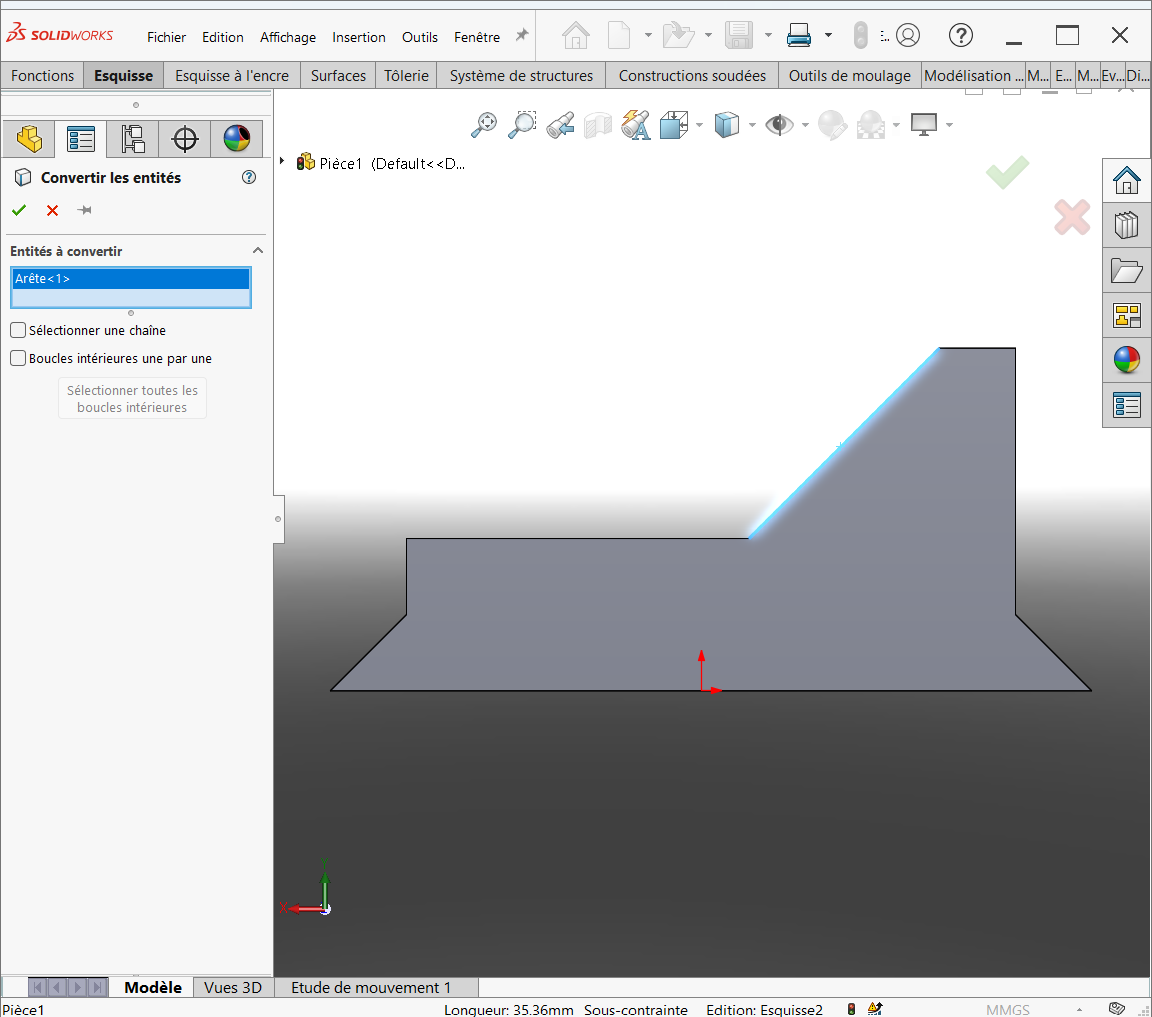 SOLIDWORKS
Fichier Edition Affichage Insertion Outils Fenêtre
Fonctions Esquisse Esquisse à l'encre Surfaces Tôlerie Système de structures Constructions soudées Outils de moulage Modélisation ... M... E... M... Ev... Di...
Pièce1 (Default<<D...
Convertir les entités
Entités à convertir
Arête<1>
Sélectionner une chaîne
Boucles intérieures une par une
Sélectionner toutes les
boucles intérieures
Y
X
Modèle Vues 3D Etude de mouvement 1
Pièce1 Longueur: 35.36mm Sous-contrainte Edition: Esquisse2 MMGS